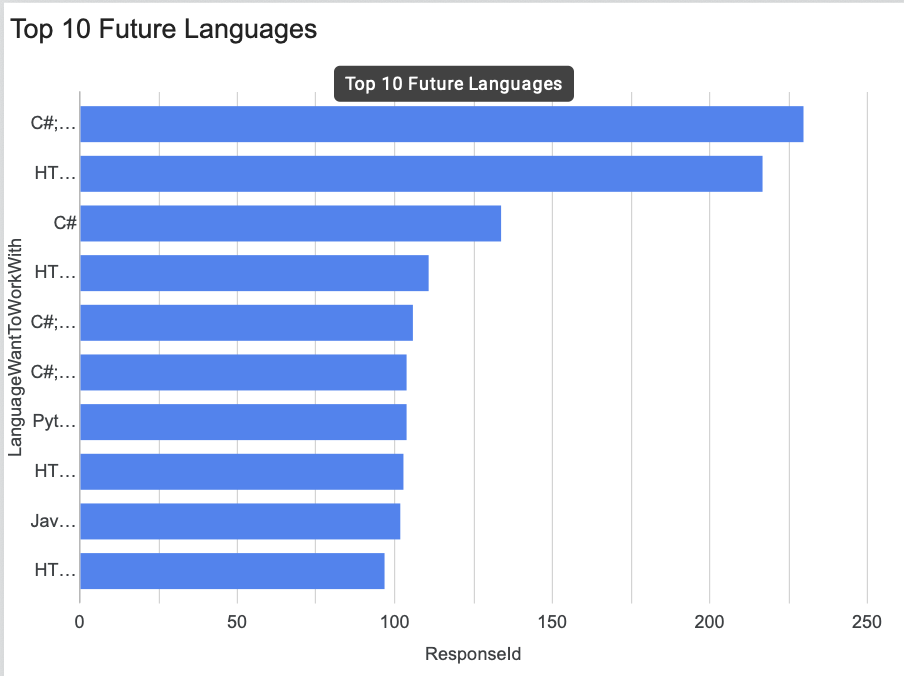 Top 10 Future Languages
Top 10 Future Languages
LanguageWantToWorkWith
C#;...
HT...
C#
HT...
C#;...
C#;...
Pyt...
HT...
Jav...
HT...
0 50 100 150 200 250
ResponseId